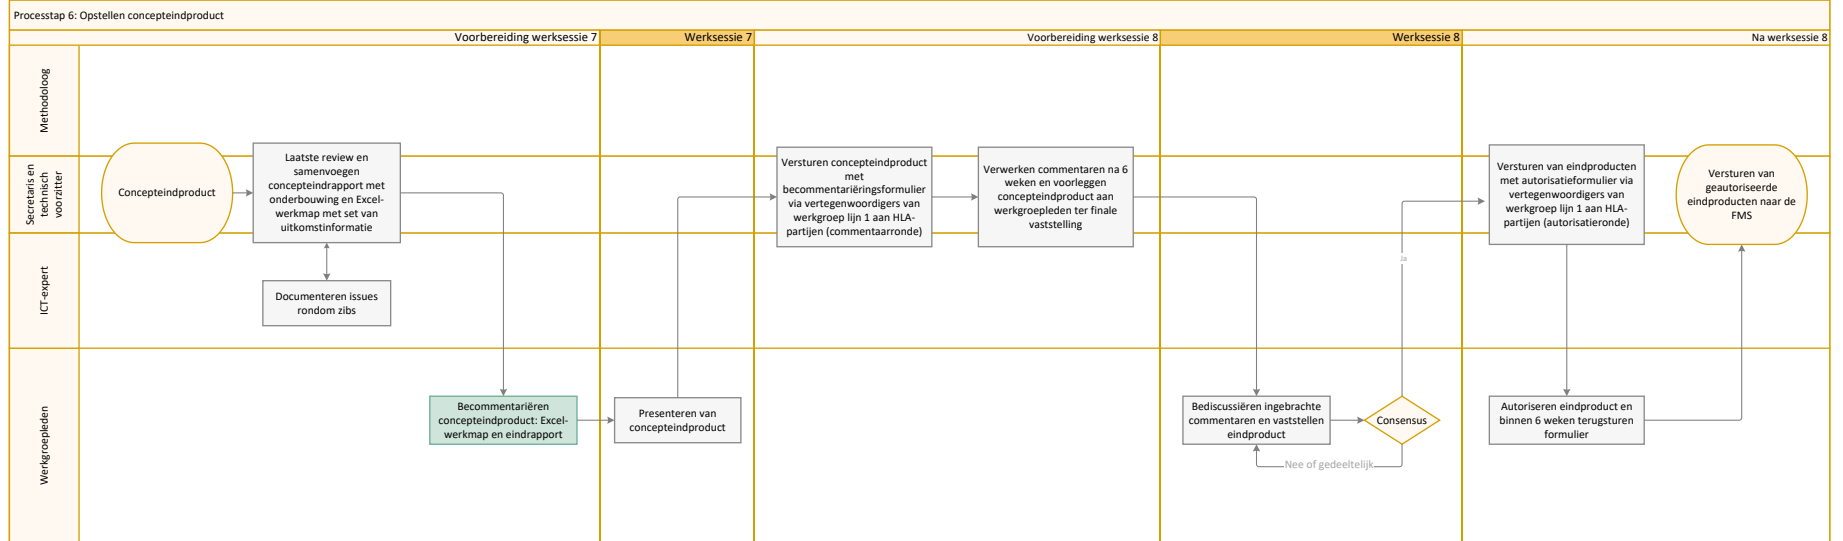 Processtap 6: Opstellen concepteindproduct
Voorbereiding werksessie 7
Werksessie 7
Voorbereiding werksessie 8
Werksessie 8
Na werksessie 8
Methodoloog
Secretaris en
technisch
voorzitter
ICT-expert
Werkgroepleden
Concepteindproduct
Laatste review en
samenvoegen
concepteindrapport met
onderbouwing en Excel-
werkmap met set van
uitkomstinformatie
Documenteren issues
rondom zibs
Becommentariëren
concepteindproduct: Excel-
werkmap en eindrapport
Presenteren van
concepteindproduct
Versturen concepteindproduct
met
becommentariëringsformulier
via vertegenwoordigers van
werkgroep lijn 1 aan HLA-
partijen (commentaarronde)
Verwerken commentaren na 6
weken en voorleggen
concepteindproduct aan
werkgroepleden ter finale
vaststelling
Bediscussiëren ingebrachte
commentaren en vaststellen
eindproduct
Consensus
Ja
Nee of gedeeltelijk
Versturen van eindproducten
met autorisatieformulier via
vertegenwoordigers van
werkgroep lijn 1 aan HLA-
partijen (autorisatieronde)
Autoriseren eindproduct en
binnen 6 weken terugsturen
formulier
Versturen van
geautoriseerde
eindproducten naar de
FMS